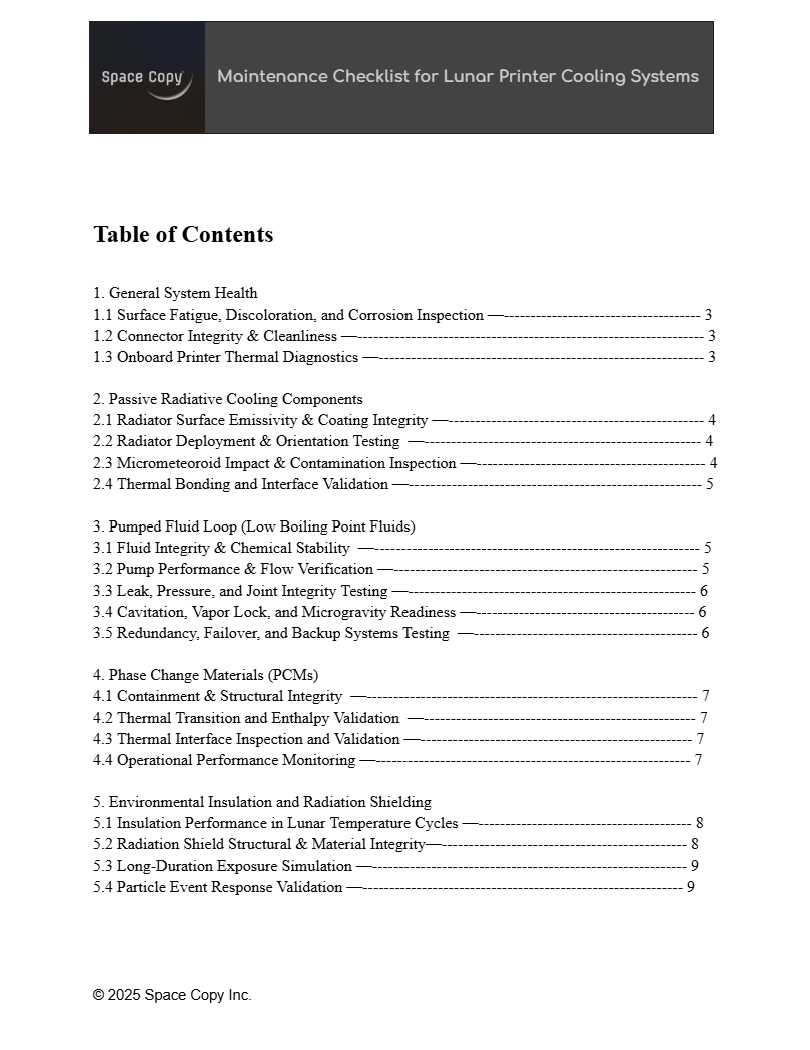 Space Copy
Maintenance Checklist for Lunar Printer Cooling Systems
Table of Contents
1. General System Health
1.1 Surface Fatigue, Discoloration, and Corrosion Inspection —------------------------------------- 3
1.2 Connector Integrity & Cleanliness —----------------------------------------------------------------- 3
1.3 Onboard Printer Thermal Diagnostics —------------------------------------------------------------- 3
2. Passive Radiative Cooling Components
2.1 Radiator Surface Emissivity & Coating Integrity —------------------------------------------------ 4
2.2 Radiator Deployment & Orientation Testing —---------------------------------------------------- 4
2.3 Micrometeoroid Impact & Contamination Inspection —------------------------------------------- 4
2.4 Thermal Bonding and Interface Validation —------------------------------------------------------- 5
3. Pumped Fluid Loop (Low Boiling Point Fluids)
3.1 Fluid Integrity & Chemical Stability —------------------------------------------------------------- 5
3.2 Pump Performance & Flow Verification —--------------------------------------------------------- 5
3.3 Leak, Pressure, and Joint Integrity Testing —------------------------------------------------------ 6
3.4 Cavitation, Vapor Lock, and Microgravity Readiness —----------------------------------------- 6
3.5 Redundancy, Failover, and Backup Systems Testing —------------------------------------------ 6
4. Phase Change Materials (PCMs)
4.1 Containment & Structural Integrity —-------------------------------------------------------------- 7
4.2 Thermal Transition and Enthalpy Validation —--------------------------------------------------- 7
4.3 Thermal Interface Inspection and Validation —--------------------------------------------------- 7
4.4 Operational Performance Monitoring —----------------------------------------------------------- 7
5. Environmental Insulation and Radiation Shielding
5.1 Insulation Performance in Lunar Temperature Cycles —---------------------------------------- 8
5.2 Radiation Shield Structural & Material Integrity—---------------------------------------------- 8
5.3 Long-Duration Exposure Simulation —----------------------------------------------------------- 9
5.4 Particle Event Response Validation —------------------------------------------------------------ 9
© 2025 Space Copy Inc.